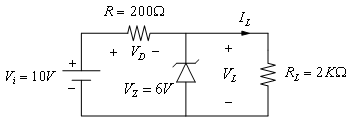 R = 200Ω
I_L
+ V_D −
+
V_i = 10V
−
V_Z = 6V
+
V_L
−
R_L = 2KΩ